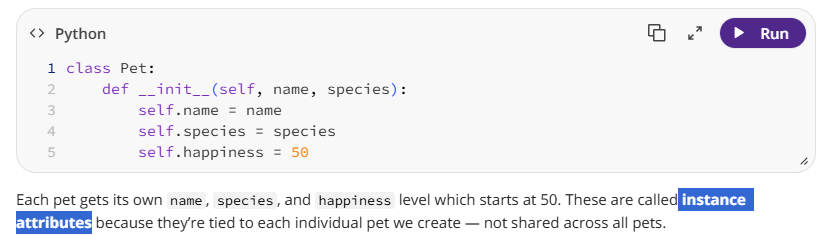 <> Python
Run
1 class Pet:
2     def __init__(self, name, species):
3         self.name = name
4         self.species = species
5         self.happiness = 50
Each pet gets its own name, species, and happiness level which starts at 50. These are called instance
attributes because they’re tied to each individual pet we create — not shared across all pets.